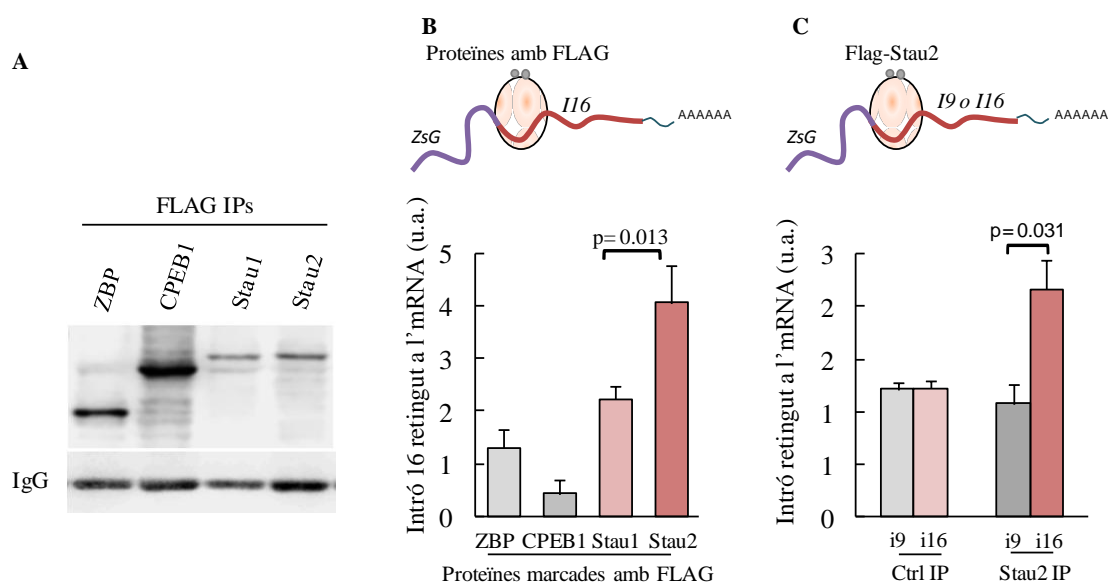 A
FLAG IPs
ZBP
CPEB1
Stau1
Stau2
IgG
B
Proteïnes amb FLAG
I16
AAAAAA
ZsG
Intró 16 retingut a l'mRNA (u.a.)
5
4
3
2
1
0
p=0.013
ZBP CPEB1 Stau1 Stau2
Proteïnes marcades amb FLAG
C
Flag-Stau2
I9 o I16
AAAAAA
ZsG
Intró retingut a l'mRNA (u.a.)
3
2
2
1
1
0
p=0.031
i9 i16 i9 i16
Ctrl IP Stau2 IP